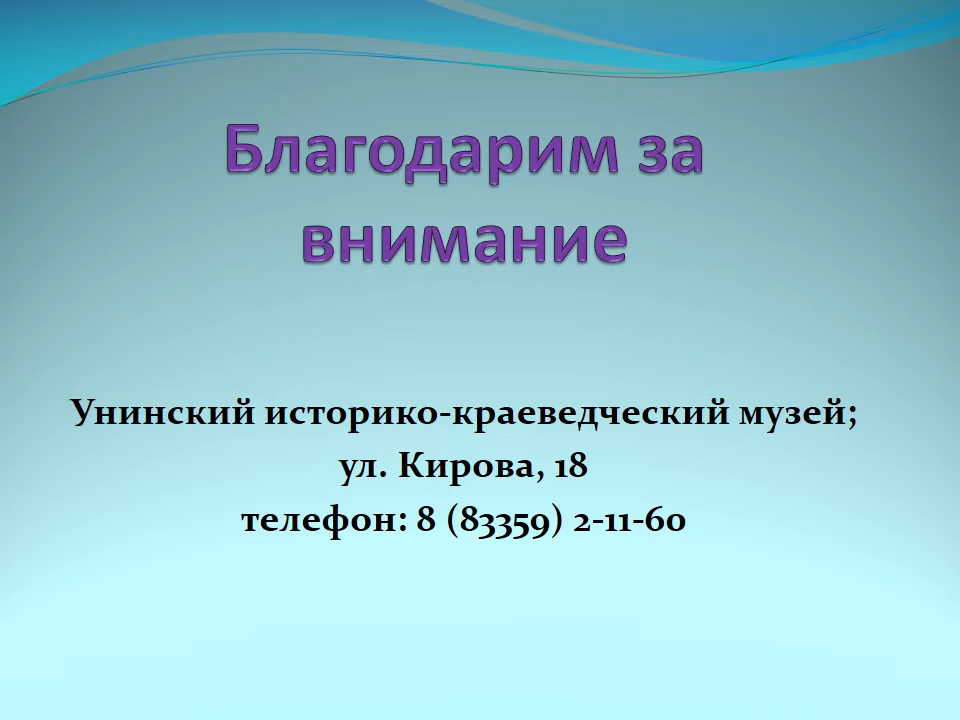 Благодарим за
внимание
Унинский историко-краеведческий музей;
ул. Кирова, 18
телефон: 8 (83359) 2-11-60